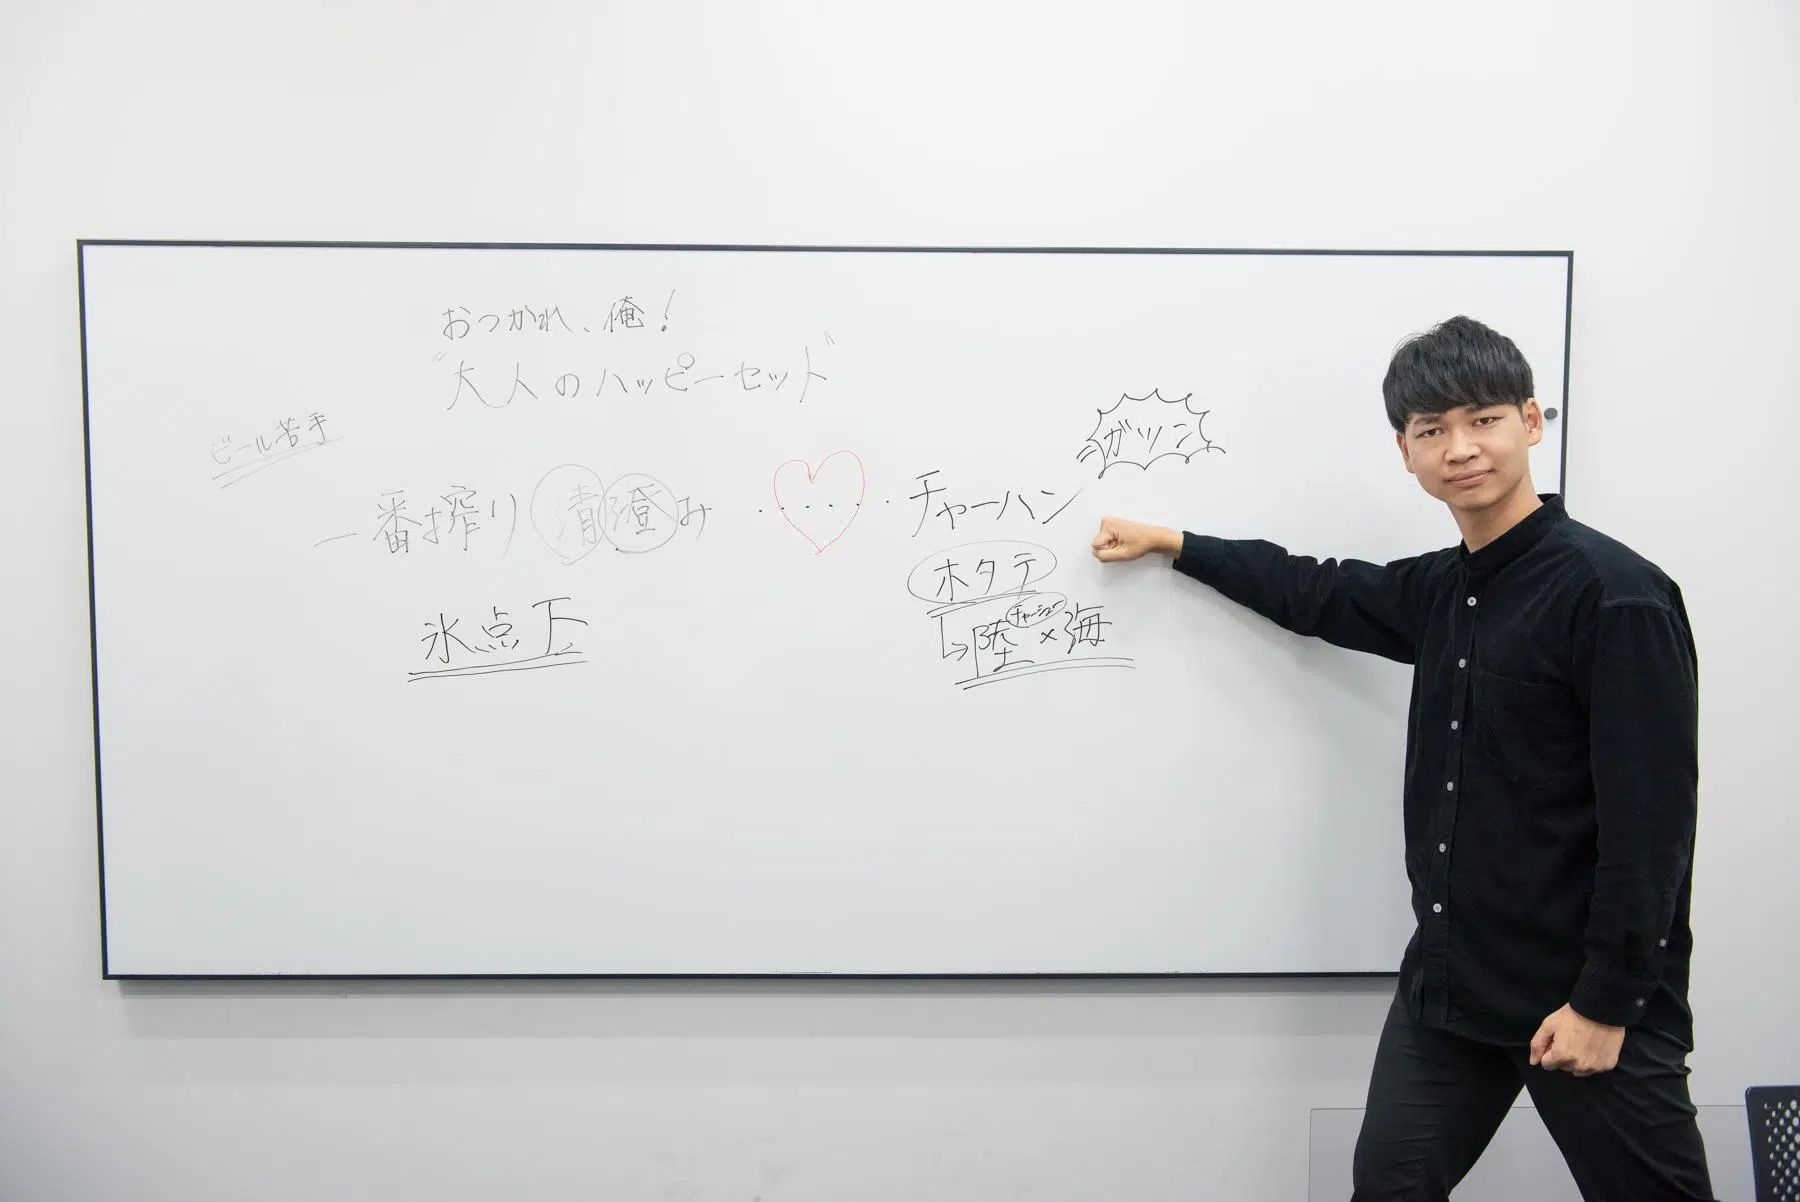 おつかれ、俺！
"大人のハッピーセット"
ビール苦手
ガツン
一番搾り 清澄み ・・・・・・ チャーハン
氷点下
ホタテ
チャーシュー
↳陸×海